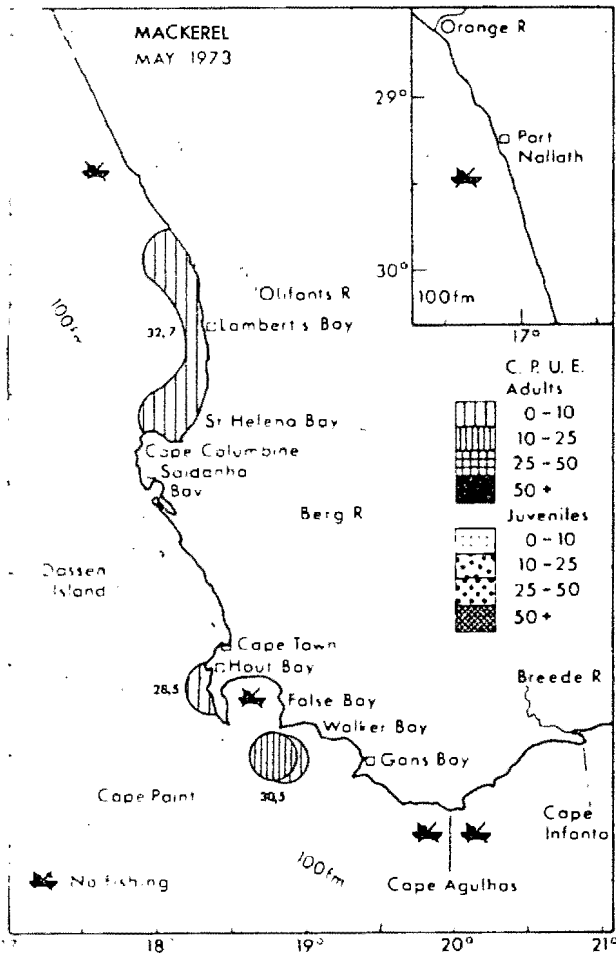 MACKEREL
MAY 1973
Orange R
29°
Port
Nallath
30°
100fm
17°
100fm
Olifants R
32,7
Lamberts Bay
St Helena Bay
Cape Columbine
Saldanha
Bay
Berg R
Dassen
Island
C. P. U. E.
Adults
0-10
10-25
25-50
50+
Juveniles
0-10
10-25
25-50
50+
Cape Town
Hout Bay
28,5
False Bay
Walker Bay
Gans Bay
Breede R
30,5
Cape Point
Cape
Infanta
100fm
No fishing
Cape Agulhas
17
18°
19°
20°
21°